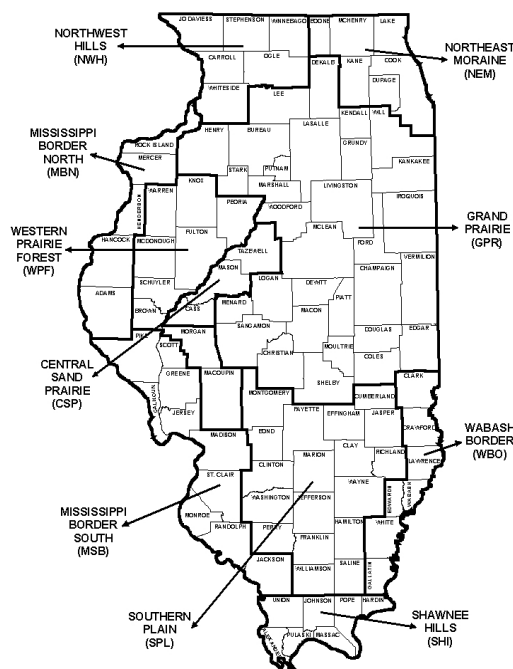 JO DAVIESS
STEPHENSON
WINNEBAGO
BOONE
MCHENRY
LAKE
NORTHWEST
HILLS
(NWH)
CARROLL
OGLE
DEKALB
KANE
COOK
DUPAGE
NORTHEAST
MORAINE
(NEM)
WHITESIDE
LEE
KENDALL
WILL
MISSISSIPPI
BORDER
NORTH
(MBN)
ROCK ISLAND
MERCER
HENRY
BUREAU
LASALLE
GRUNDY
KANKAKEE
STARK
PUTNAM
MARSHALL
LIVINGSTON
IROQUOIS
HENDERSON
WARREN
KNOX
PEORIA
WOODFORD
WESTERN
PRAIRIE
FOREST
(WPF)
HANCOCK
MCDONOUGH
FULTON
TAZEWELL
MCLEAN
FORD
GRAND
PRAIRIE
(GPR)
VERMILION
ADAMS
SCHUYLER
BROWN
CASS
MASON
MENARD
LOGAN
DEWITT
PIATT
CHAMPAIGN
CENTRAL
SAND
PRAIRIE
(CSP)
PIKE
SCOTT
MORGAN
SANGAMON
MACON
CHRISTIAN
MOULTRIE
DOUGLAS
EDGAR
COLES
SHELBY
CALHOUN
GREENE
JERSEY
MACOUPIN
MONTGOMERY
CUMBERLAND
CLARK
FAYETTE
EFFINGHAM
JASPER
CRAWFORD
WABASH
BORDER
(WBO)
MADISON
BOND
CLAY
RICHLAND
LAWRENCE
CLINTON
MARION
ST. CLAIR
WASHINGTON
JEFFERSON
WAYNE
EDWARDS
WABASH
MISSISSIPPI
BORDER
SOUTH
(MSB)
MONROE
RANDOLPH
PERRY
HAMILTON
WHITE
FRANKLIN
JACKSON
WILLIAMSON
SALINE
GALLATIN
SOUTHERN
PLAIN
(SPL)
UNION
JOHNSON
POPE
HARDIN
ALEXANDER
PULASKI
MASSAC
SHAWNEE
HILLS
(SHI)